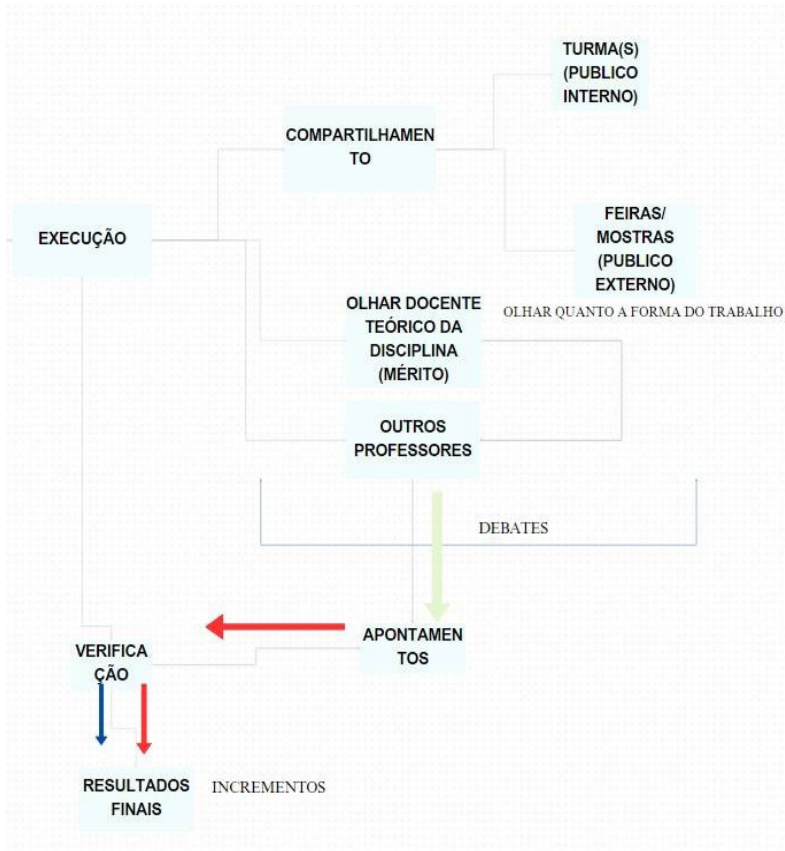 TURMA(S)
(PUBLICO
INTERNO)
COMPARTILHAMEN
TO
EXECUÇÃO
FEIRAS/
MOSTRAS
(PUBLICO
EXTERNO)
OLHAR DOCENTE
TEÓRICO DA
DISCIPLINA
(MÉRITO)
OLHAR QUANTO A FORMA DO TRABALHO
OUTROS
PROFESSORES
DEBATES
APONTAMEN
TOS
VERIFICA
ÇÃO
RESULTADOS
FINAIS
INCREMENTOS